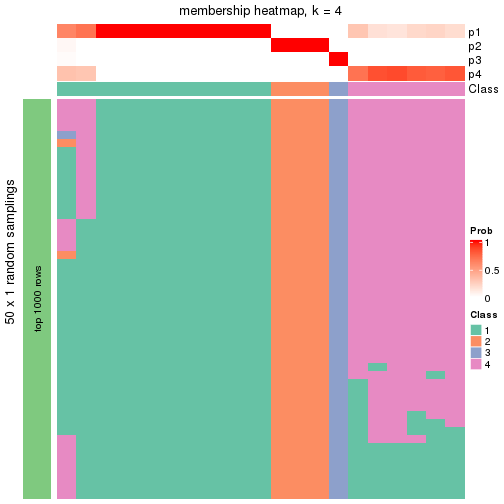 membership heatmap, k = 4
p1
p2
p3
p4
Class
50 x 1 random samplings
top 1000 rows
Prob
1
0.5
0
Class
1
2
3
4